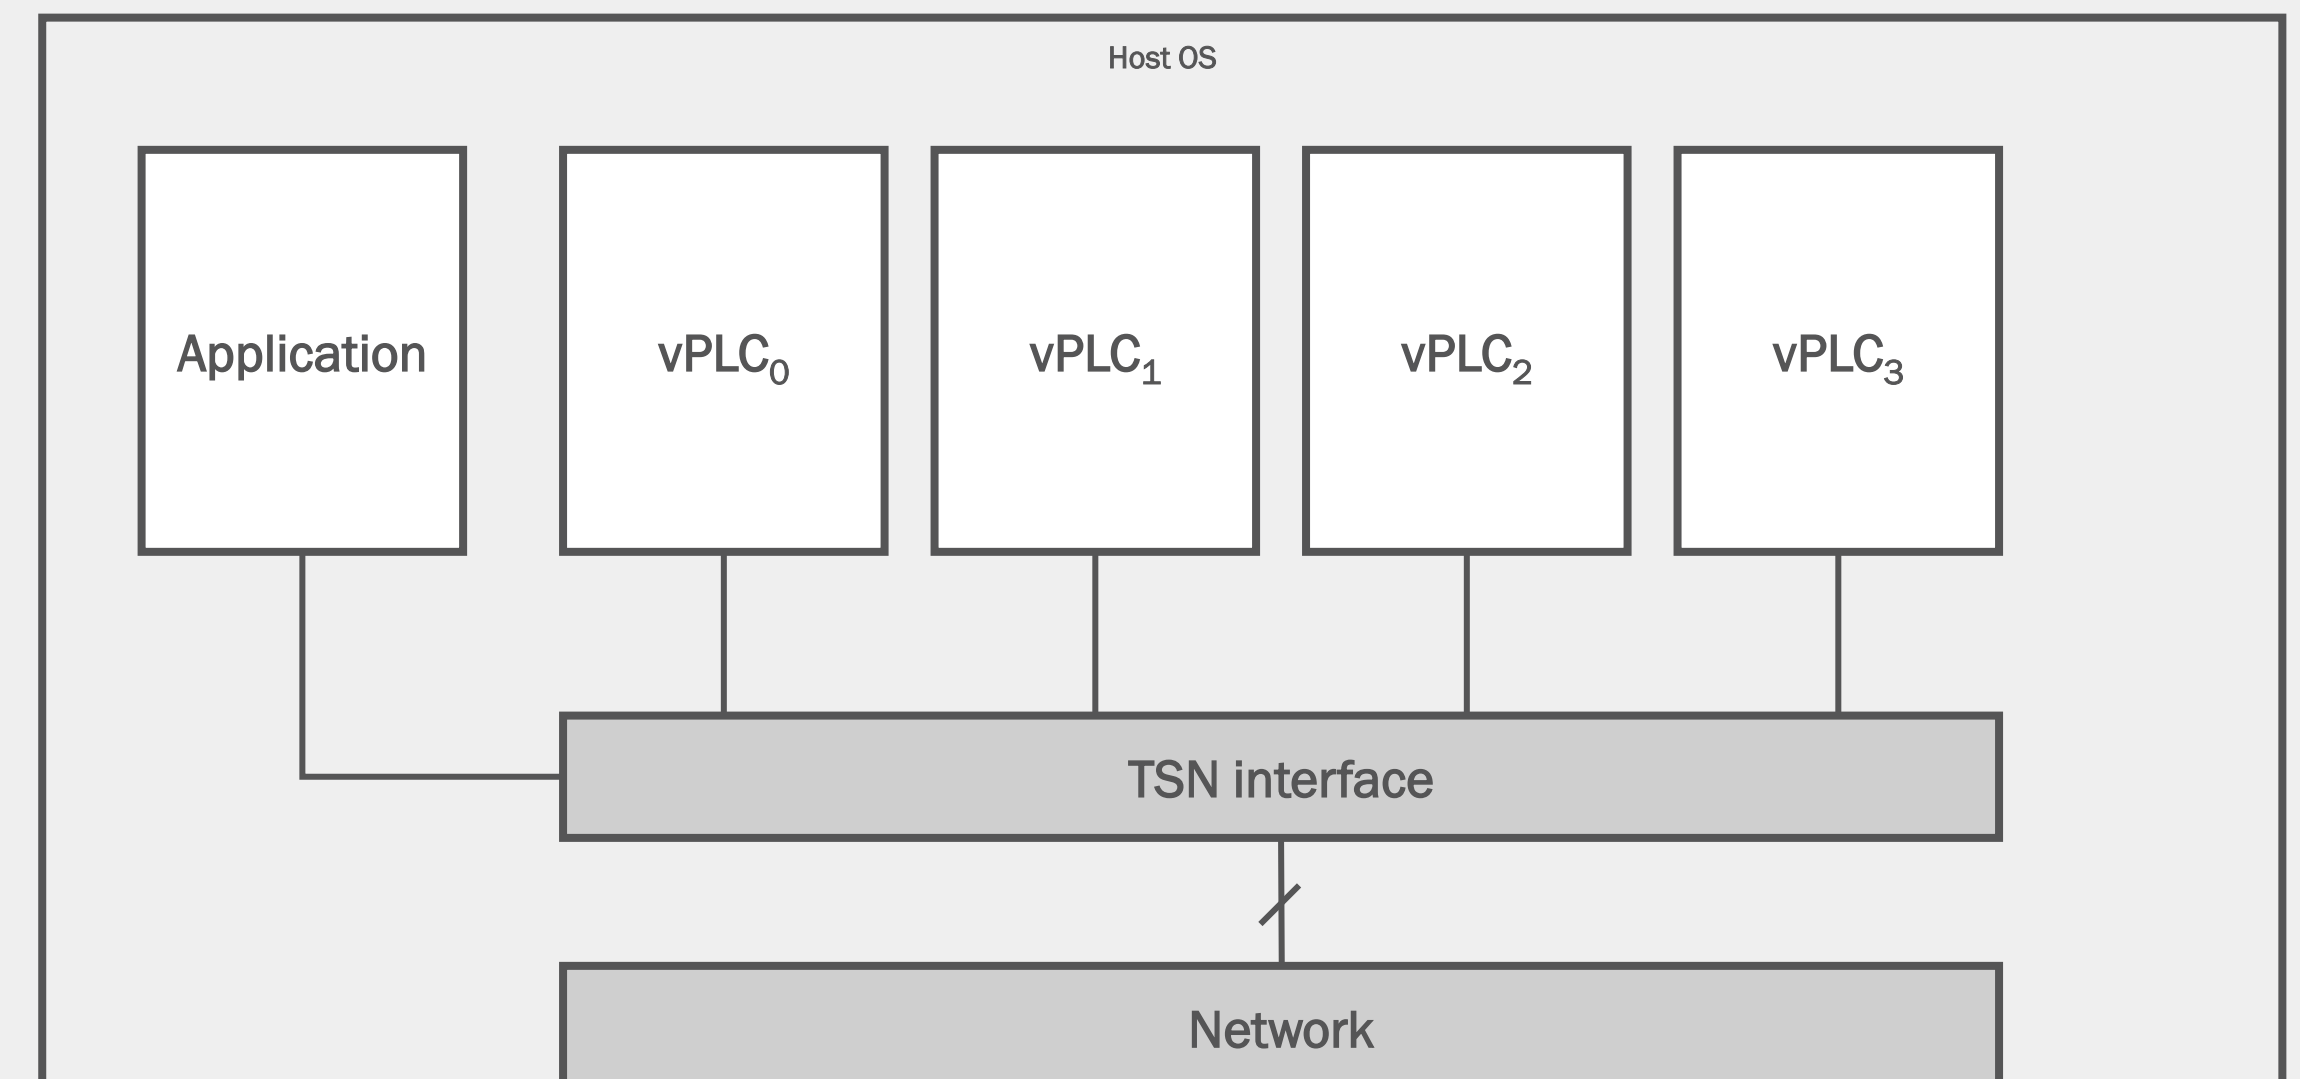 Host OS
Application
vPLC₀
vPLC₁
vPLC₂
vPLC₃
TSN interface
Network